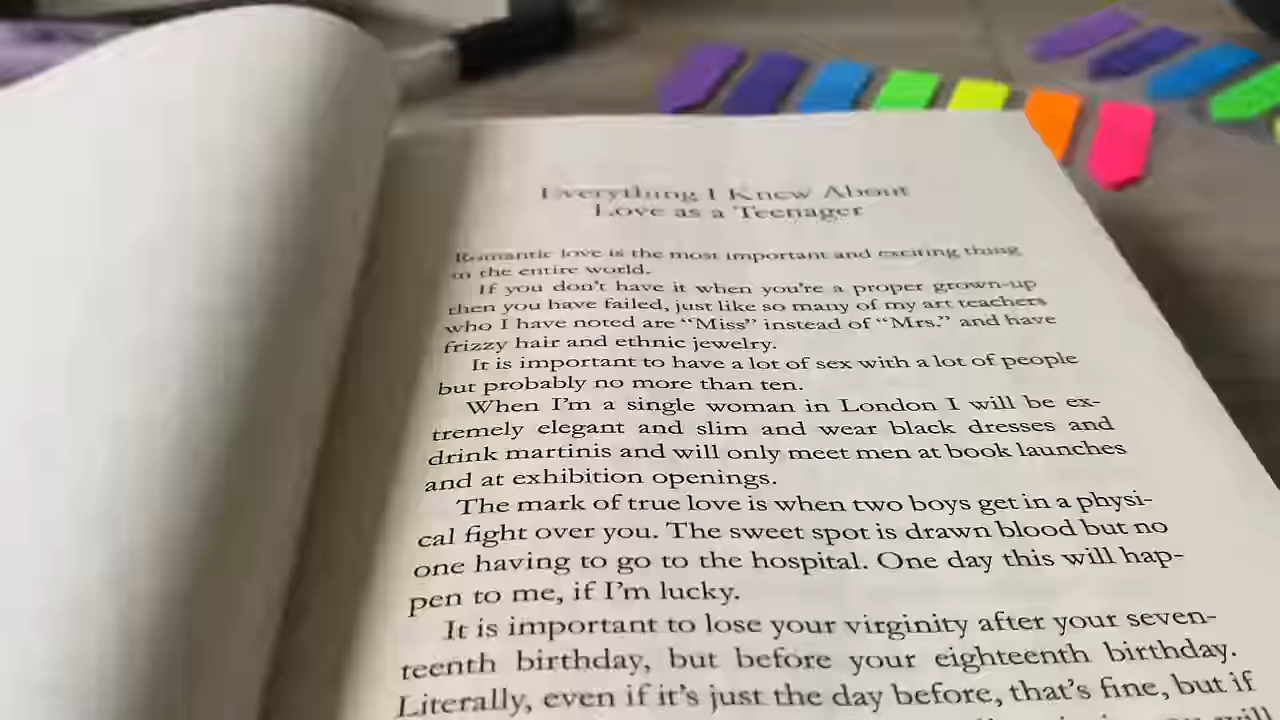 Everything I Knew About
Love as a Teenager
Romantic love is the most important and exciting thing
in the entire world.
If you don't have it when you're a proper grown-up
then you have failed, just like so many of my art teachers
who I have noted are “Miss” instead of “Mrs.” and have
frizzy hair and ethnic jewelry.
It is important to have a lot of sex with a lot of people
but probably no more than ten.
When I'm a single woman in London I will be ex-
tremely elegant and slim and wear black dresses and
drink martinis and will only meet men at book launches
and at exhibition openings.
The mark of true love is when two boys get in a physi-
cal fight over you. The sweet spot is drawn blood but no
one having to go to the hospital. One day this will hap-
pen to me, if I'm lucky.
It is important to lose your virginity after your seven-
teenth birthday, but before your eighteenth birthday.
Literally, even if it's just the day before, that's fine, but if
will